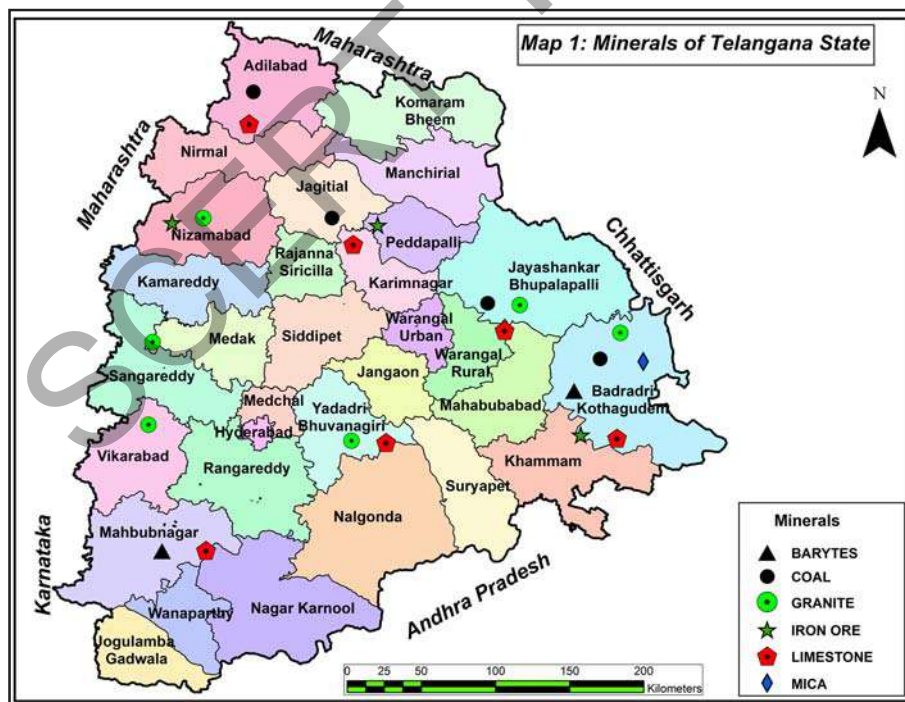 Map 1: Minerals of Telangana State
Maharashtra
Adilabad
Komaram
Bheem
N
Nirmal
Manchirial
Maharashtra
Jagitial
Nizamabad
Peddapalli
Chhattisgarh
Rajanna
Siricilla
Jayashankar
Bhupalapalli
Kamareddy
Karimnagar
Medak
Siddipet
Warangal
Urban
Warangal
Rural
Sangareddy
Jangaon
Badradri
Kothagudem
Medchal
Mahabubabad
Yadadri
Bhuvanagiri
Hyderabad
Vikarabad
Rangareddy
Khammam
Suryapet
Nalgonda
Mahbubnagar
Karnataka
Andhra Pradesh
Wanaparthy
Nagar Karnool
Jogulamba
Gadwala
Minerals
BARYTES
COAL
GRANITE
IRON ORE
LIMESTONE
MICA
0 25 50 100 150 200
Kilometers
SCERT